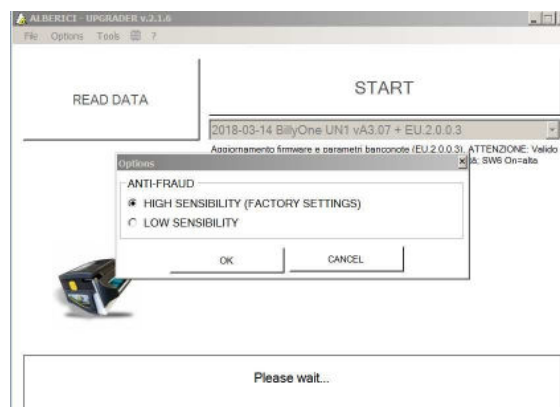 ALBERICI - UPGRADER v.2.1.6
File Options Tools ?
READ DATA
START
2018-03-14 BillyOne UN1 vA3.07 + EU.2.0.0.3
Aggiornamento firmware e parametri banconote (EU.2.0.0.3). ATTENZIONE: Valido
SW6 On=alta
Options
ANTI-FRAUD
HIGH SENSIBILITY (FACTORY SETTINGS)
LOW SENSIBILITY
OK
CANCEL
Please wait...